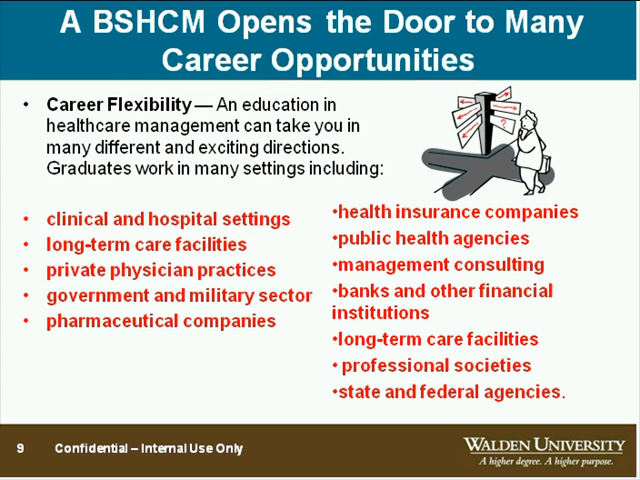 A BSHCM Opens the Door to Many
Career Opportunities
• Career Flexibility — An education in
healthcare management can take you in
many different and exciting directions.
Graduates work in many settings including:
• clinical and hospital settings
• long-term care facilities
• private physician practices
• government and military sector
• pharmaceutical companies
•health insurance companies
•public health agencies
•management consulting
•banks and other financial
institutions
•long-term care facilities
• professional societies
•state and federal agencies.
?
9 Confidential – Internal Use Only
WALDEN UNIVERSITY
A higher degree. A higher purpose.